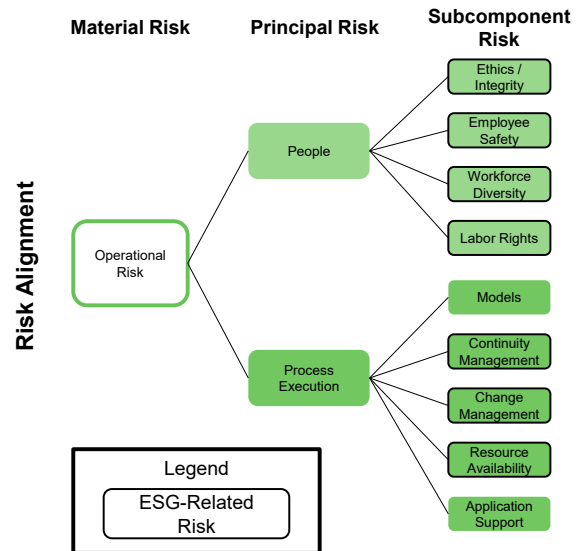 Material Risk
Principal Risk
Subcomponent
Risk
Risk Alignment
Operational
Risk
People
Process
Execution
Ethics /
Integrity
Employee
Safety
Workforce
Diversity
Labor Rights
Models
Continuity
Management
Change
Management
Resource
Availability
Application
Support
Legend
ESG-Related
Risk